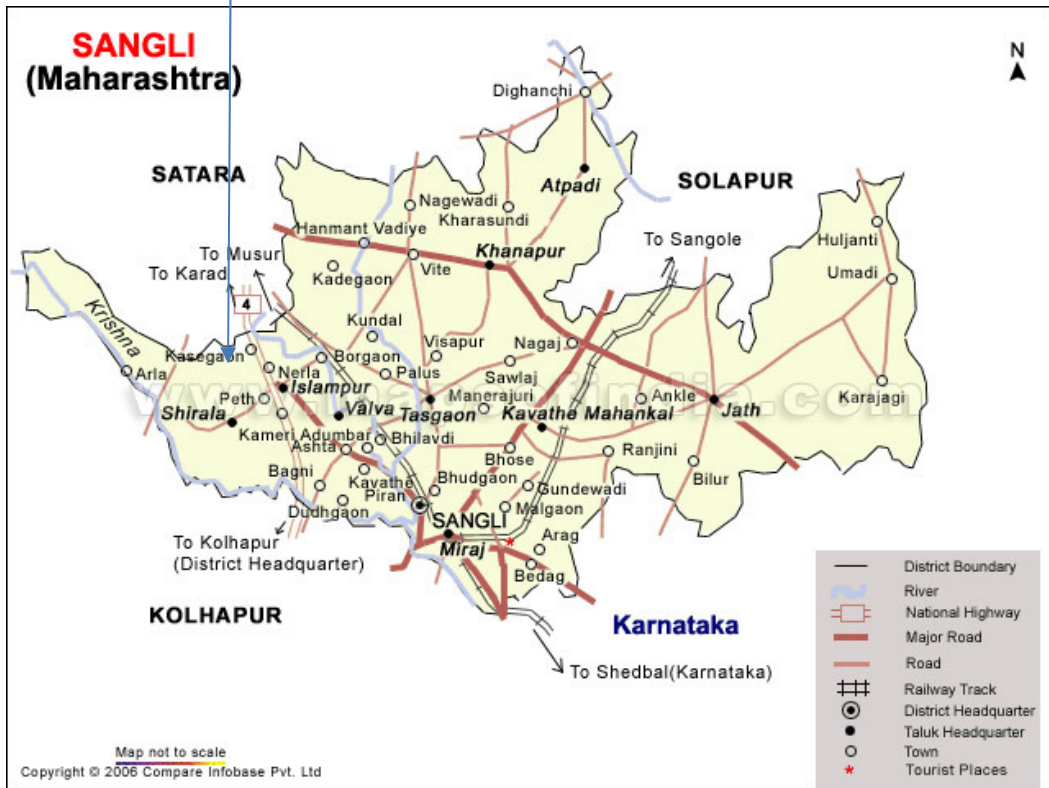 SANGLI
(Maharashtra)
N
Dighanchi
SATARA
Atpadi
SOLAPUR
Nagewadi
Kharasundi
Hanmant Vadiye
Huljanti
To Musur
Khanapur
To Sangole
To Karad
Vite
Umadi
Kadegaon
4
Krishna
Kundal
Visapur
Nagaj
Kasegaon
Borgaon
Arla
Nerla
Palus
Sawlaj
www.mapsofindia.com
Islampur
Peth
Manerajuri
Ankle
Karajagi
Shirala
Valva
Tasgaon
Kavathe Mahankal
Jath
Kameri
Adumbar
Bhilavdi
Ashta
Bhose
Ranjini
Bagni
Kavathe
Piran
Bhudgaon
Gundewadi
Bilur
Dudhgaon
Malgaon
SANGLI
To Kolhapur
(District Headquarter)
Miraj
Arag
Bedag
KOLHAPUR
Karnataka
To Shedbal(Karnataka)
District Boundary
River
National Highway
Major Road
Road
Railway Track
District Headquarter
Taluk Headquarter
Town
Tourist Places
Map not to scale
Copyright © 2006 Compare Infobase Pvt. Ltd